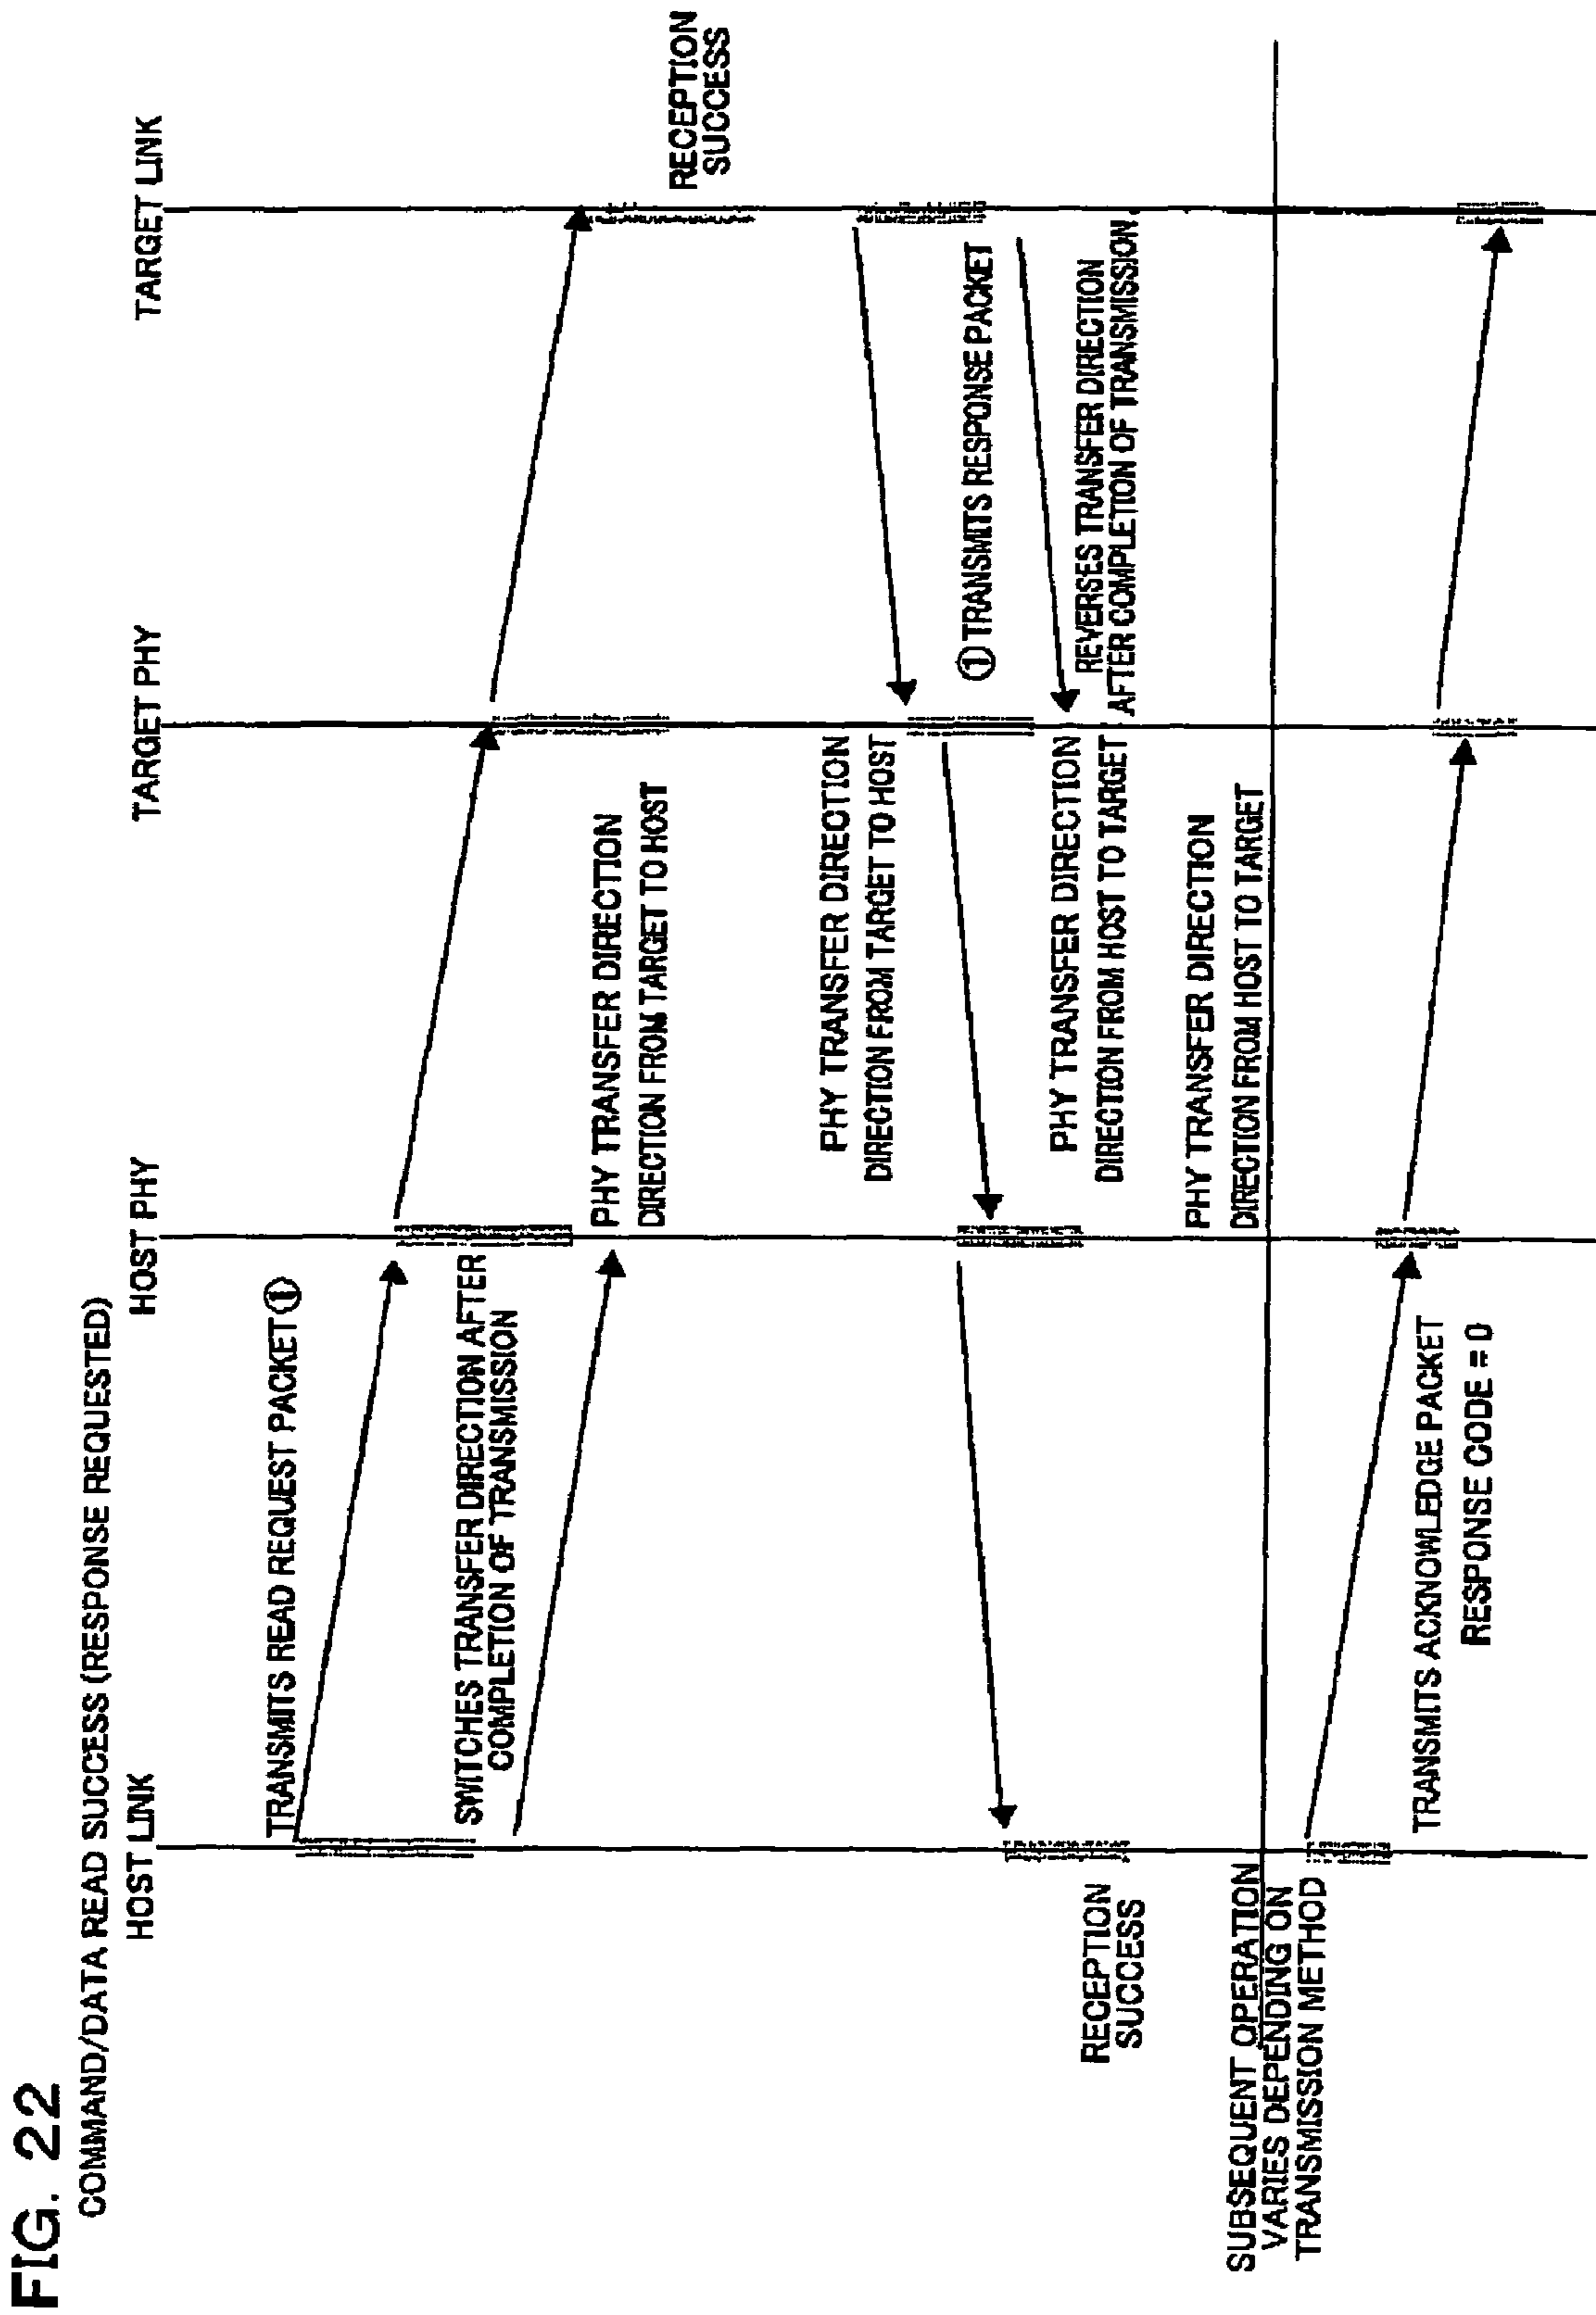 FIG. 22
COMMAND/DATA READ SUCCESS (RESPONSE REQUESTED)
HOST LINK
HOST PHY
TARGET PHY
TARGET LINK
TRANSMITS READ REQUEST PACKET①
SWITCHES TRANSFER DIRECTION AFTER
COMPLETION OF TRANSMISSION
PHY TRANSFER DIRECTION
DIRECTION FROM TARGET TO HOST
RECEPTION
SUCCESS
PHY TRANSFER DIRECTION
DIRECTION FROM TARGET TO HOST
① TRANSMITS RESPONSE PACKET
REVERSES TRANSFER DIRECTION
AFTER COMPLETION OF TRANSMISSION
PHY TRANSFER DIRECTION
DIRECTION FROM HOST TO TARGET
RECEPTION
SUCCESS
PHY TRANSFER DIRECTION
DIRECTION FROM HOST TO TARGET
SUBSEQUENT OPERATION
VARIES DEPENDING ON
TRANSMISSION METHOD
TRANSMITS ACKNOWLEDGE PACKET
RESPONSE CODE = 0